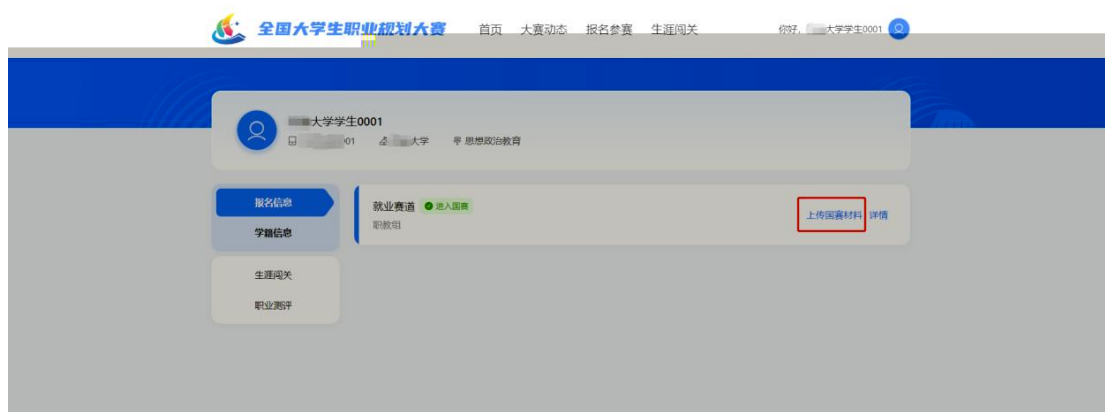 全国大学生职业规划大赛 首页 大赛动态 报名参赛 生涯闯关 你好, 大学学生0001
大学学生0001
01 大学 思想政治教育
报名信息
学籍信息
生涯闯关
职业测评
就业赛道 进入国赛
职教组
上传国赛材料 详情